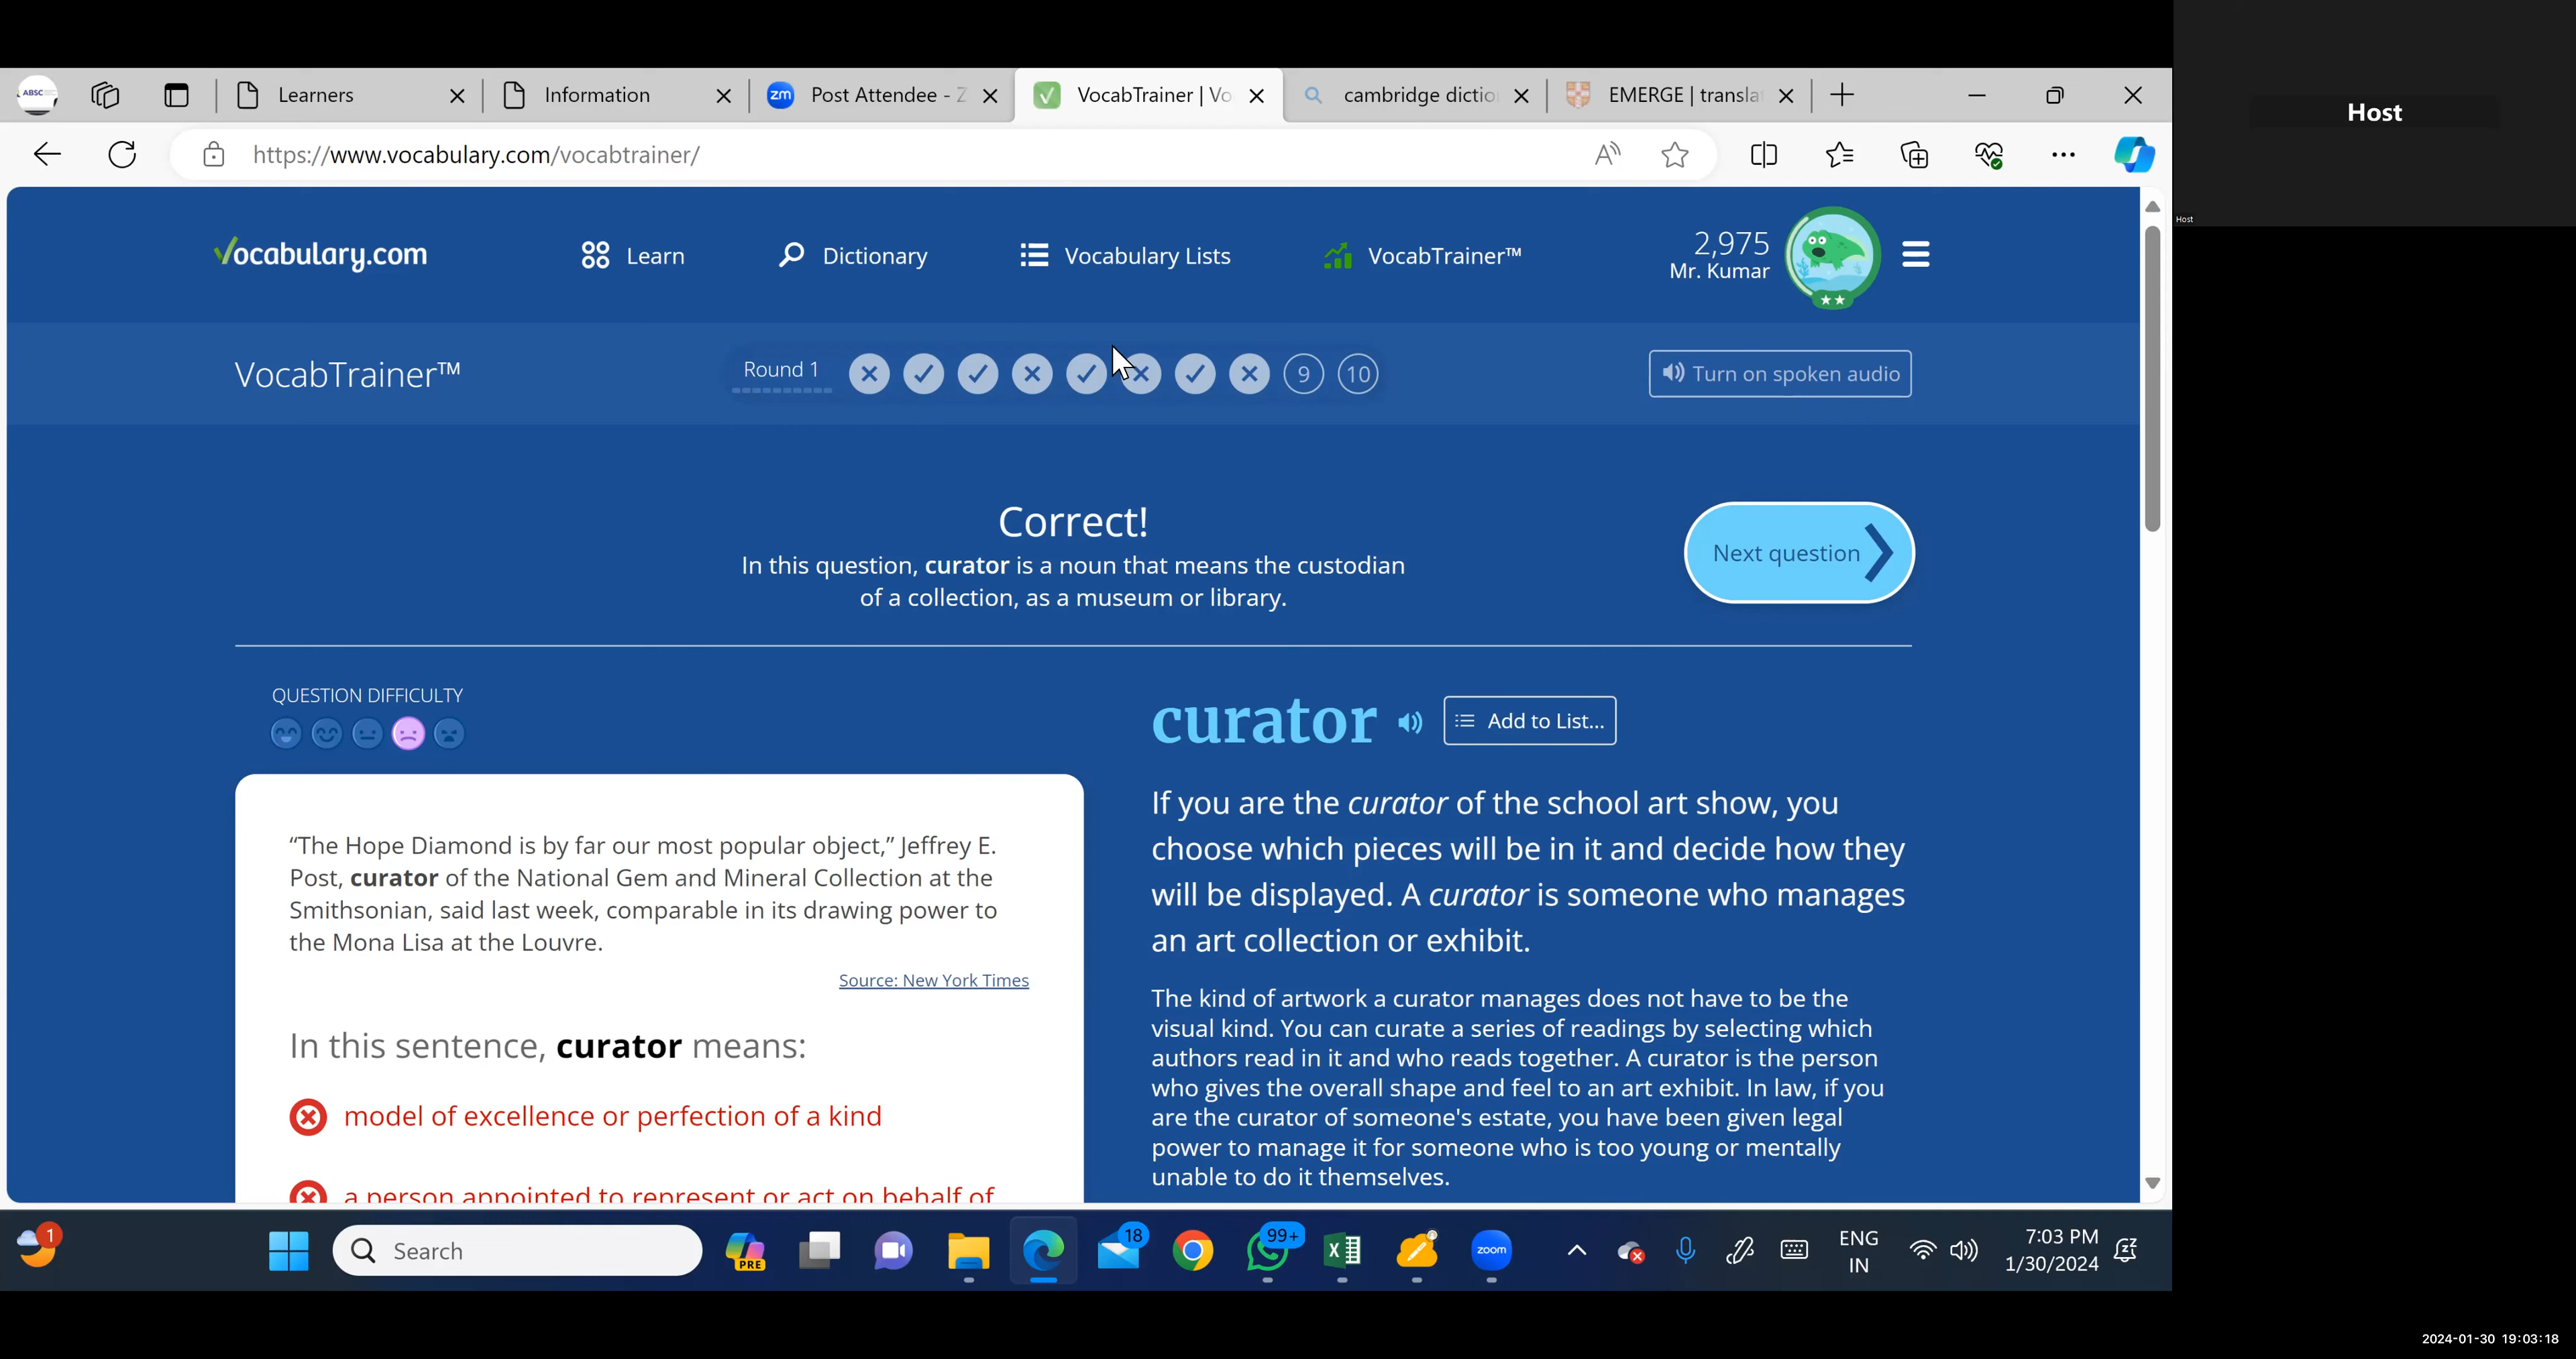 Host
ABSC
Learners
Information
zm
Post Attendee - Z
VocabTrainer | Vo
cambridge dictio
EMERGE | transla
https://www.vocabulary.com/vocabtrainer/
Host
Vocabulary.com
Learn
Dictionary
Vocabulary Lists
VocabTrainer™
2,975
Mr. Kumar
VocabTrainer™
Round 1
9
10
Turn on spoken audio
Correct!
In this question, curator is a noun that means the custodian
of a collection, as a museum or library.
Next question
QUESTION DIFFICULTY
curator
Add to List...
“The Hope Diamond is by far our most popular object,” Jeffrey E.
Post, curator of the National Gem and Mineral Collection at the
Smithsonian, said last week, comparable in its drawing power to
the Mona Lisa at the Louvre.
Source: New York Times
In this sentence, curator means:
model of excellence or perfection of a kind
a person appointed to represent or act on behalf of
If you are the curator of the school art show, you
choose which pieces will be in it and decide how they
will be displayed. A curator is someone who manages
an art collection or exhibit.
The kind of artwork a curator manages does not have to be the
visual kind. You can curate a series of readings by selecting which
authors read in it and who reads together. A curator is the person
who gives the overall shape and feel to an art exhibit. In law, if you
are the curator of someone's estate, you have been given legal
power to manage it for someone who is too young or mentally
unable to do it themselves.
1
Search
PRE
18
99+
zoom
ENG
IN
7:03 PM
1/30/2024
2024-01-30 19:03:18